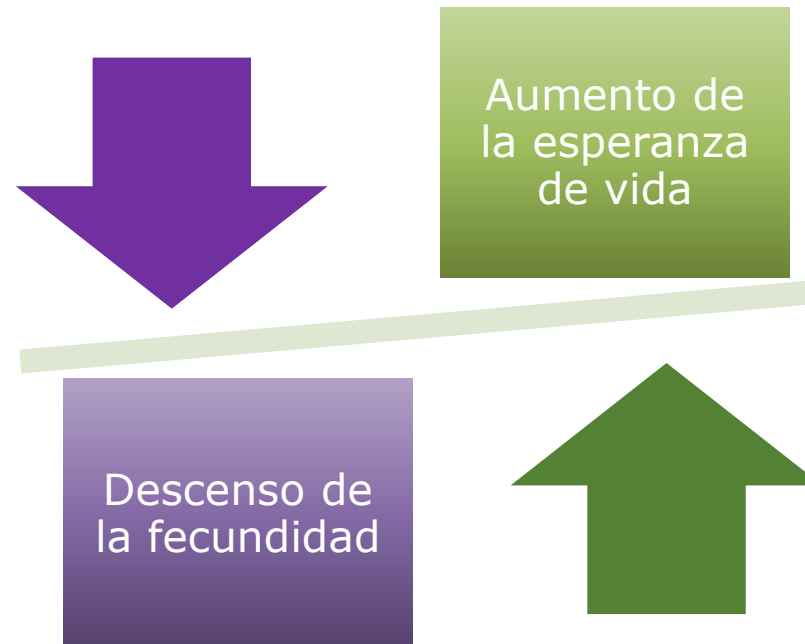 Aumento de
la esperanza
de vida
Descenso de
la fecundidad